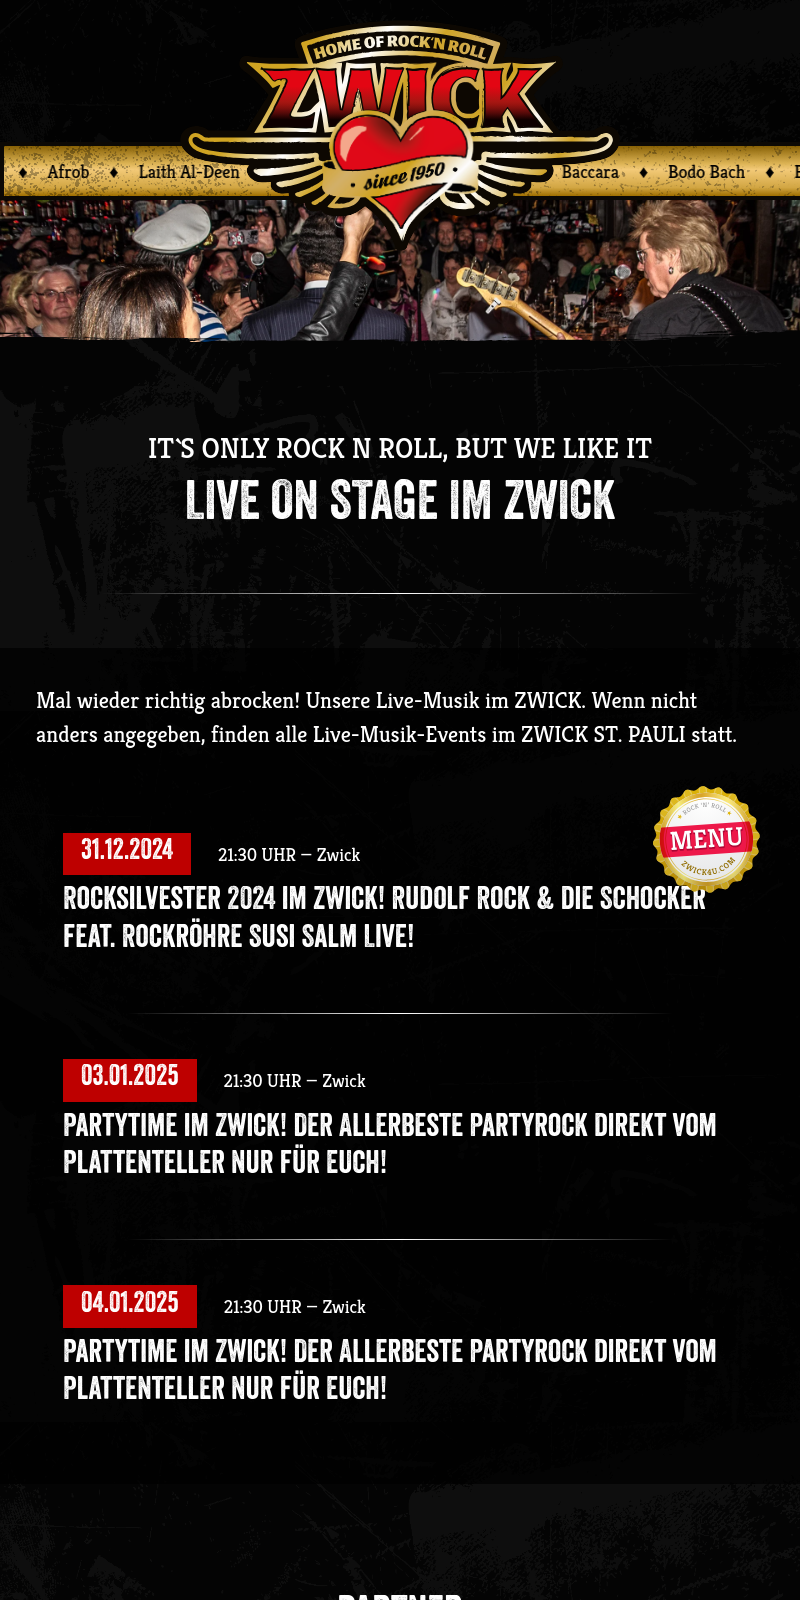 HOME OF ROCK'N ROLL
ZWICK
since 1950
♦ Afrob ♦ Laith Al-Deen
Baccara ♦ Bodo Bach ♦
IT`S ONLY ROCK N ROLL, BUT WE LIKE IT
LIVE ON STAGE IM ZWICK
Mal wieder richtig abrocken! Unsere Live-Musik im ZWICK. Wenn nicht
anders angegeben, finden alle Live-Musik-Events im ZWICK ST. PAULI statt.
ROCK 'N' ROLL
MENU
ZWICK4U.COM
31.12.2024 21:30 UHR – Zwick
ROCKSILVESTER 2024 IM ZWICK! RUDOLF ROCK & DIE SCHOCKER
FEAT. ROCKRÖHRE SUSI SALM LIVE!
03.01.2025 21:30 UHR – Zwick
PARTYTIME IM ZWICK! DER ALLERBESTE PARTYROCK DIREKT VOM
PLATTENTELLER NUR FÜR EUCH!
04.01.2025 21:30 UHR – Zwick
PARTYTIME IM ZWICK! DER ALLERBESTE PARTYROCK DIREKT VOM
PLATTENTELLER NUR FÜR EUCH!
PARTNER